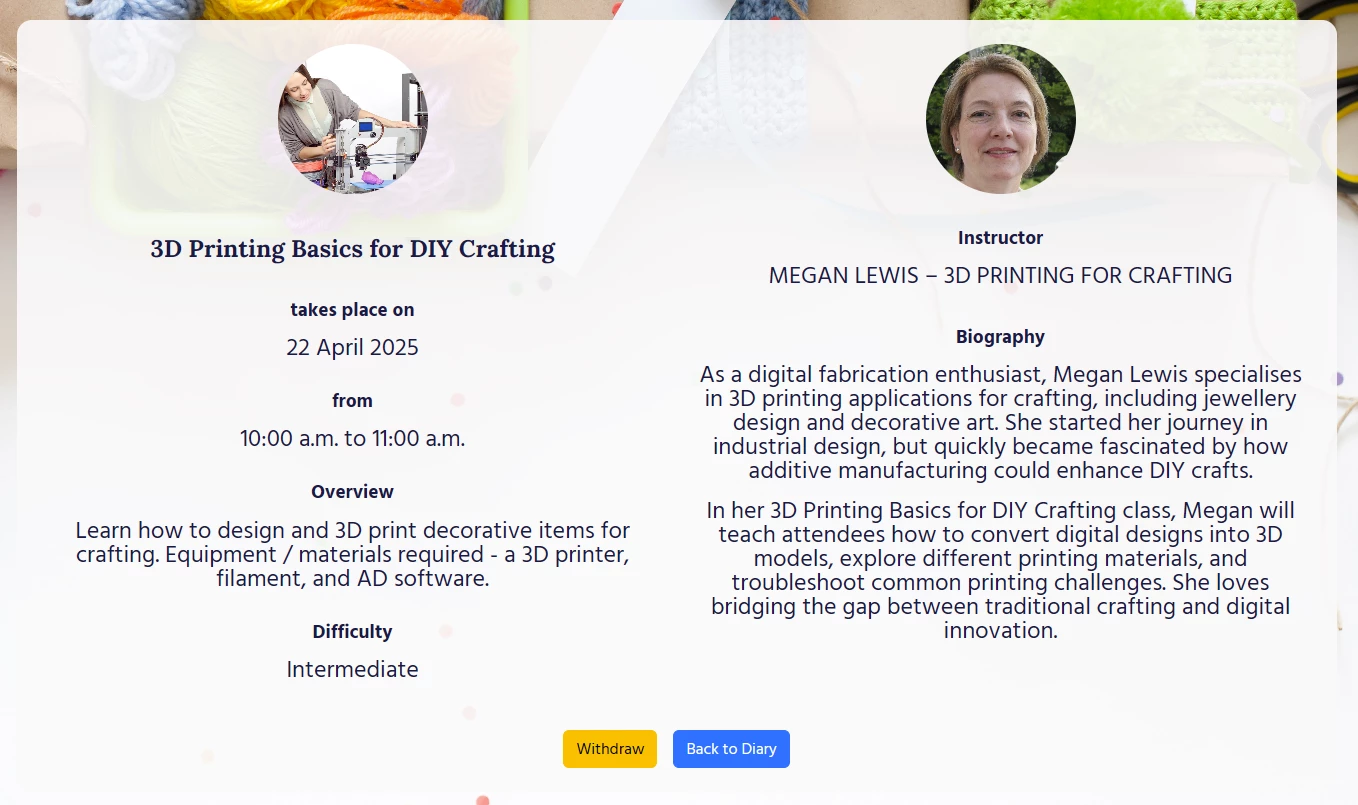 3D Printing Basics for DIY Crafting
takes place on
22 April 2025
from
10:00 a.m. to 11:00 a.m.
Overview
Learn how to design and 3D print decorative items for
crafting. Equipment / materials required - a 3D printer,
filament, and AD software.
Difficulty
Intermediate
Instructor
MEGAN LEWIS – 3D PRINTING FOR CRAFTING
Biography
As a digital fabrication enthusiast, Megan Lewis specialises
in 3D printing applications for crafting, including jewellery
design and decorative art. She started her journey in
industrial design, but quickly became fascinated by how
additive manufacturing could enhance DIY crafts.
In her 3D Printing Basics for DIY Crafting class, Megan will
teach attendees how to convert digital designs into 3D
models, explore different printing materials, and
troubleshoot common printing challenges. She loves
bridging the gap between traditional crafting and digital
innovation.
Withdraw
Back to Diary